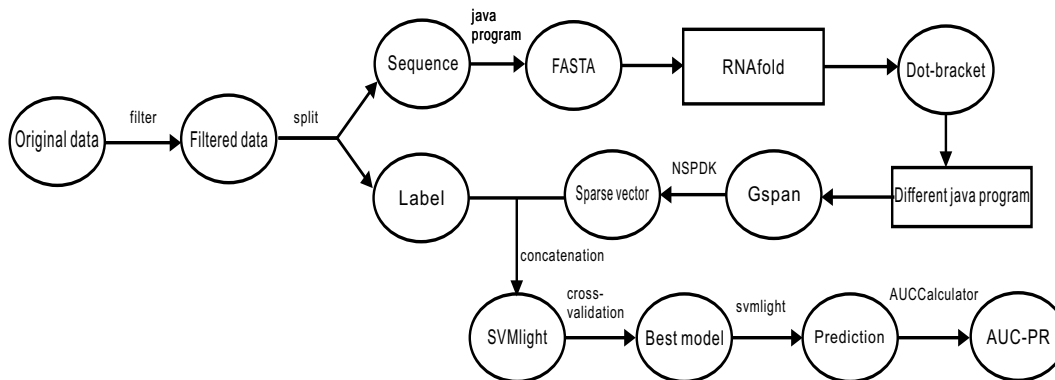 java
program
Sequence
FASTA
RNAfold
Dot-bracket
Original data
filter
Filtered data
split
Label
Sparse vector
NSPDK
Gspan
Different java program
concatenation
SVMlight
cross-
validation
Best model
svmlight
Prediction
AUCCalculator
AUC-PR